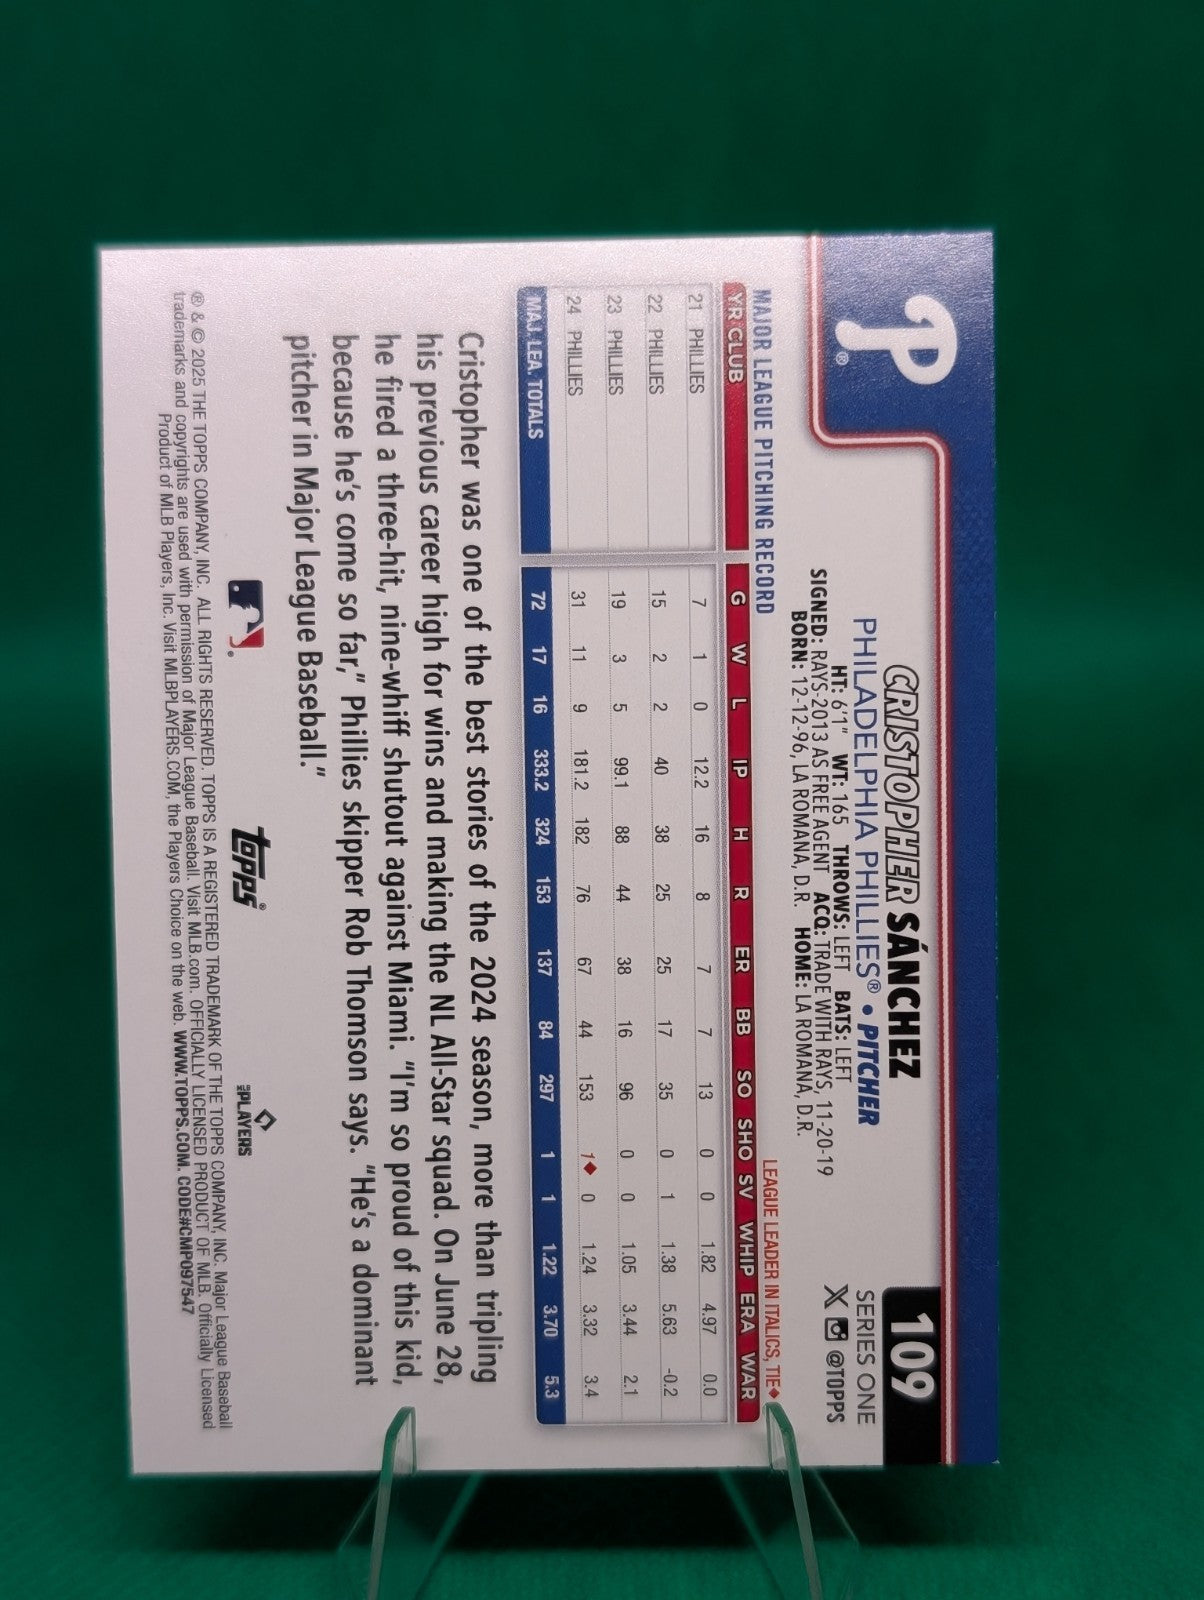 P®
109
CRISTOPHER SÁNCHEZ
SERIES ONE
PHILADELPHIA PHILLIES® • PITCHER
@TOPPS
HT: 6'1" WT: 165 THROWS: LEFT BATS: LEFT
SIGNED: RAYS-2013 AS FREE AGENT ACQ: TRADE WITH RAYS, 11-20-19
BORN: 12-12-96, LA ROMANA, D.R. HOME: LA ROMANA, D.R.
MAJOR LEAGUE PITCHING RECORD LEAGUE LEADER IN ITALICS, TIE♦
YR CLUB G W L IP H R ER BB SO SHO SV WHIP ERA WAR
21 PHILLIES 7 1 0 12.2 16 8 7 7 13 0 0 1.82 4.97 0.0
22 PHILLIES 15 2 2 40 38 25 25 17 35 0 1 1.38 5.63 -0.2
23 PHILLIES 19 3 5 99.1 88 44 38 16 96 0 0 1.05 3.44 2.1
24 PHILLIES 31 11 9 181.2 182 76 67 44 153 1♦ 0 1.24 3.32 3.4
MAJ. LEA. TOTALS 72 17 16 333.2 324 153 137 84 297 1 1 1.22 3.70 5.3
Cristopher was one of the best stories of the 2024 season, more than tripling
his previous career high for wins and making the NL All-Star squad. On June 28,
he fired a three-hit, nine-whiff shutout against Miami. "I'm so proud of this kid,
because he's come so far," Phillies skipper Rob Thomson says. "He's a dominant
pitcher in Major League Baseball."
topps®
MLB PLAYERS
® & © 2025 THE TOPPS COMPANY, INC. ALL RIGHTS RESERVED. TOPPS IS A REGISTERED TRADEMARK OF THE TOPPS COMPANY, INC. Major League Baseball
trademarks and copyrights are used with permission of Major League Baseball. Visit MLB.com. OFFICIALLY LICENSED PRODUCT OF MLB. Officially Licensed
Product of MLB Players, Inc. Visit MLBPLAYERS.COM, the Players Choice on the web. WWW.TOPPS.COM. CODE#CMP097547